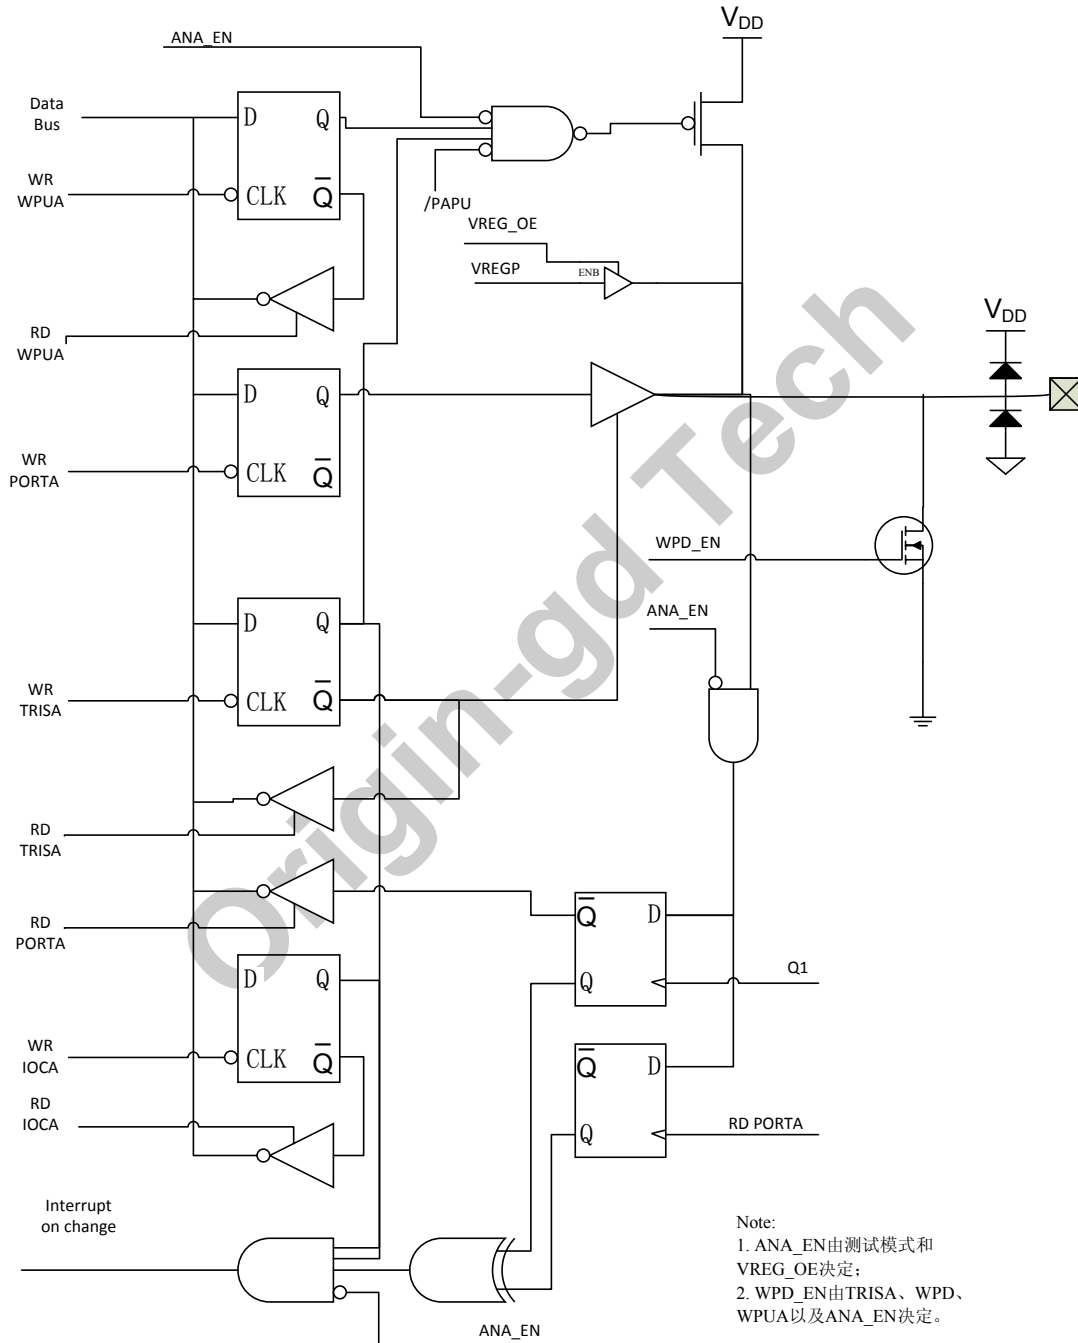 V_DD
ANA_EN
Data
Bus
D Q
WR
WPUA
CLK Q̅
/PAPU
VREG_OE
VREGP
ENB
RD
WPUA
V_DD
D Q
WR
PORTA
CLK Q̅
WPD_EN
ANA_EN
D Q
WR
TRISA
CLK Q̅
RD
TRISA
RD
PORTA
Q̅ D
Q1
Q
D Q
WR
IOCA
CLK Q̅
RD
IOCA
Q̅ D
RD PORTA
Q
Interrupt
on change
ANA_EN
Note:
1. ANA_EN由测试模式和
VREG_OE决定；
2. WPD_EN由TRISA、WPD、
WPUA以及ANA_EN决定。
Origin-gd Tech